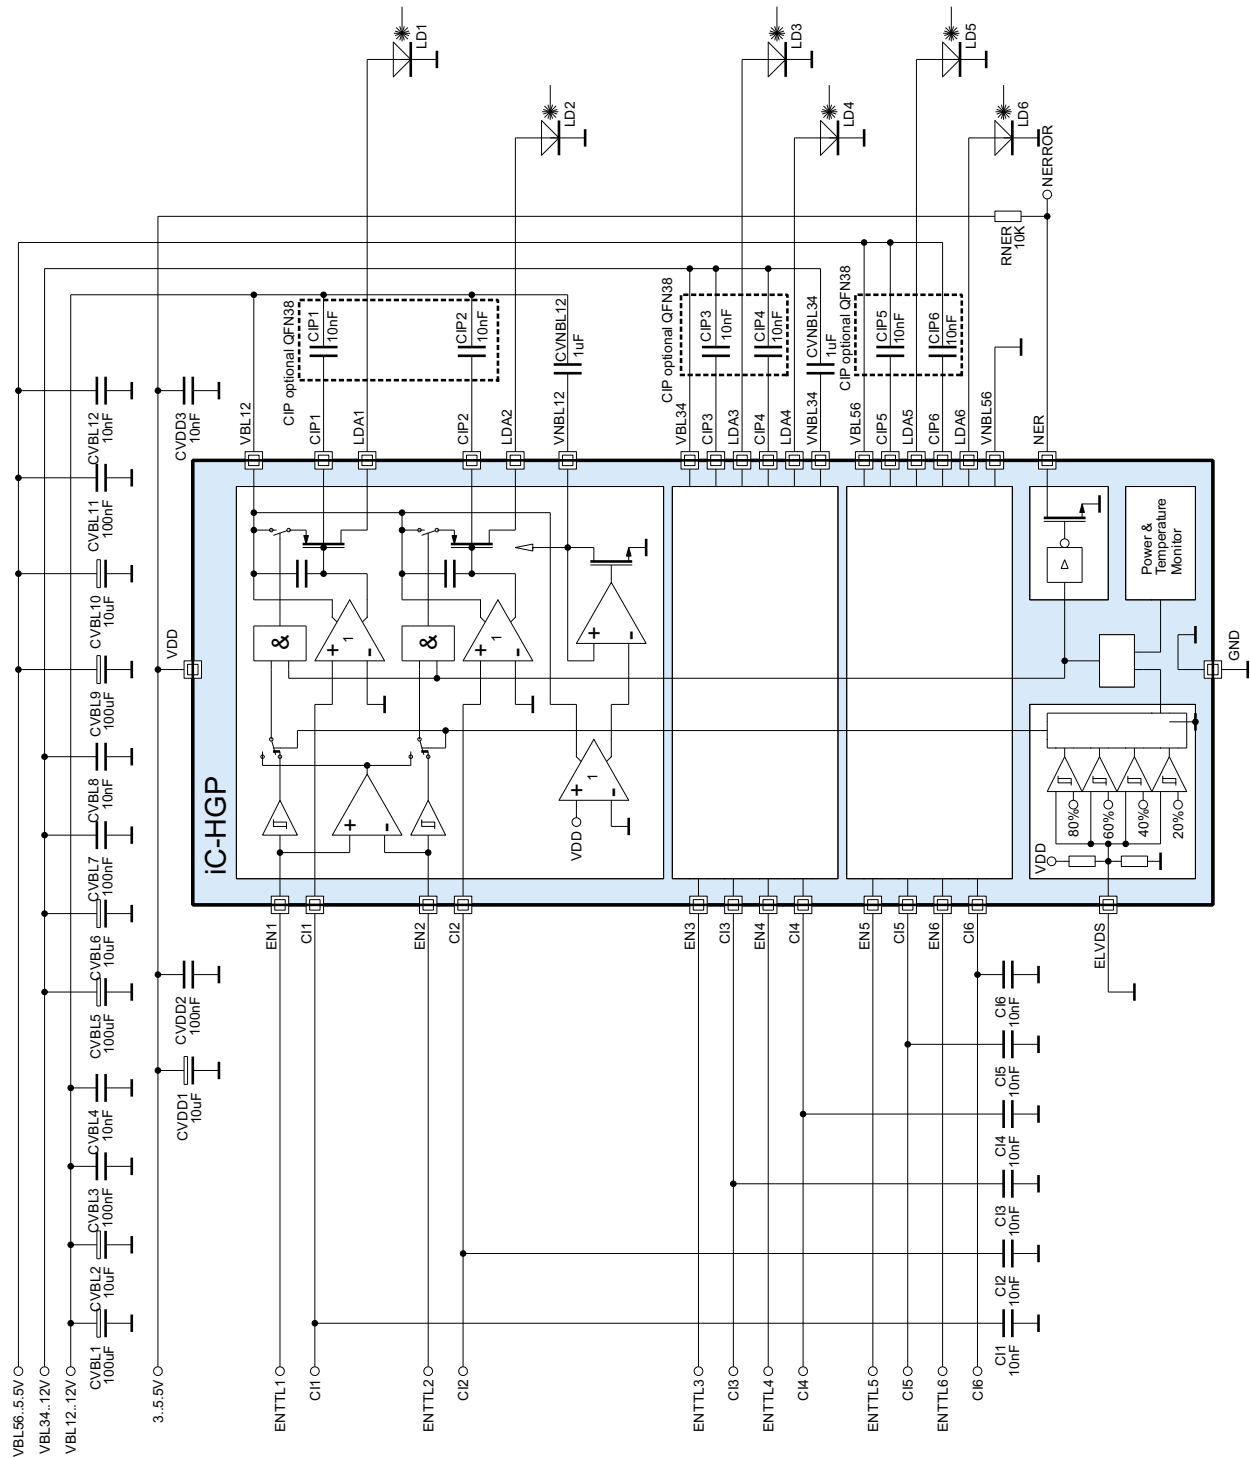 VBL56..5.5V
VBL34..12V
VBL12..12V
3..5.5V
CVBL1
100uF
CVBL2
10uF
CVBL3
100nF
CVBL4
10nF
CVBL5
100uF
CVBL6
10uF
CVBL7
100nF
CVBL8
10nF
CVBL9
100uF
CVBL10
10uF
CVBL11
100nF
CVBL12
10nF
CVDD1
10uF
CVDD2
100nF
CVDD3
10nF
VDD
iC-HGP
ENTTL1
CI1
ENTTL2
CI2
ENTTL3
CI3
ENTTL4
CI4
ENTTL5
CI5
ENTTL6
CI6
CI1
10nF
CI2
10nF
CI3
10nF
CI4
10nF
CI5
10nF
CI6
10nF
EN1
CI1
EN2
CI2
EN3
CI3
EN4
CI4
EN5
CI5
EN6
CI6
ELVDS
&
&
1
+
-
1
+
-
+
-
+
-
1
+
-
VDD
VDD
80%
60%
40%
20%
Power &
Temperature
Monitor
GND
VBL12
CIP1
LDA1
CIP2
LDA2
VNBL12
VBL34
CIP3
LDA3
CIP4
LDA4
VNBL34
VBL56
CIP5
LDA5
CIP6
LDA6
VNBL56
NER
CIP optional QFN38
CIP1
10nF
CIP2
10nF
CVNBL12
1uF
CIP optional QFN38
CIP3
10nF
CIP4
10nF
CVNBL34
1uF
CIP optional QFN38
CIP5
10nF
CIP6
10nF
RNER
10K
NERROR
LD1
LD2
LD3
LD4
LD5
LD6